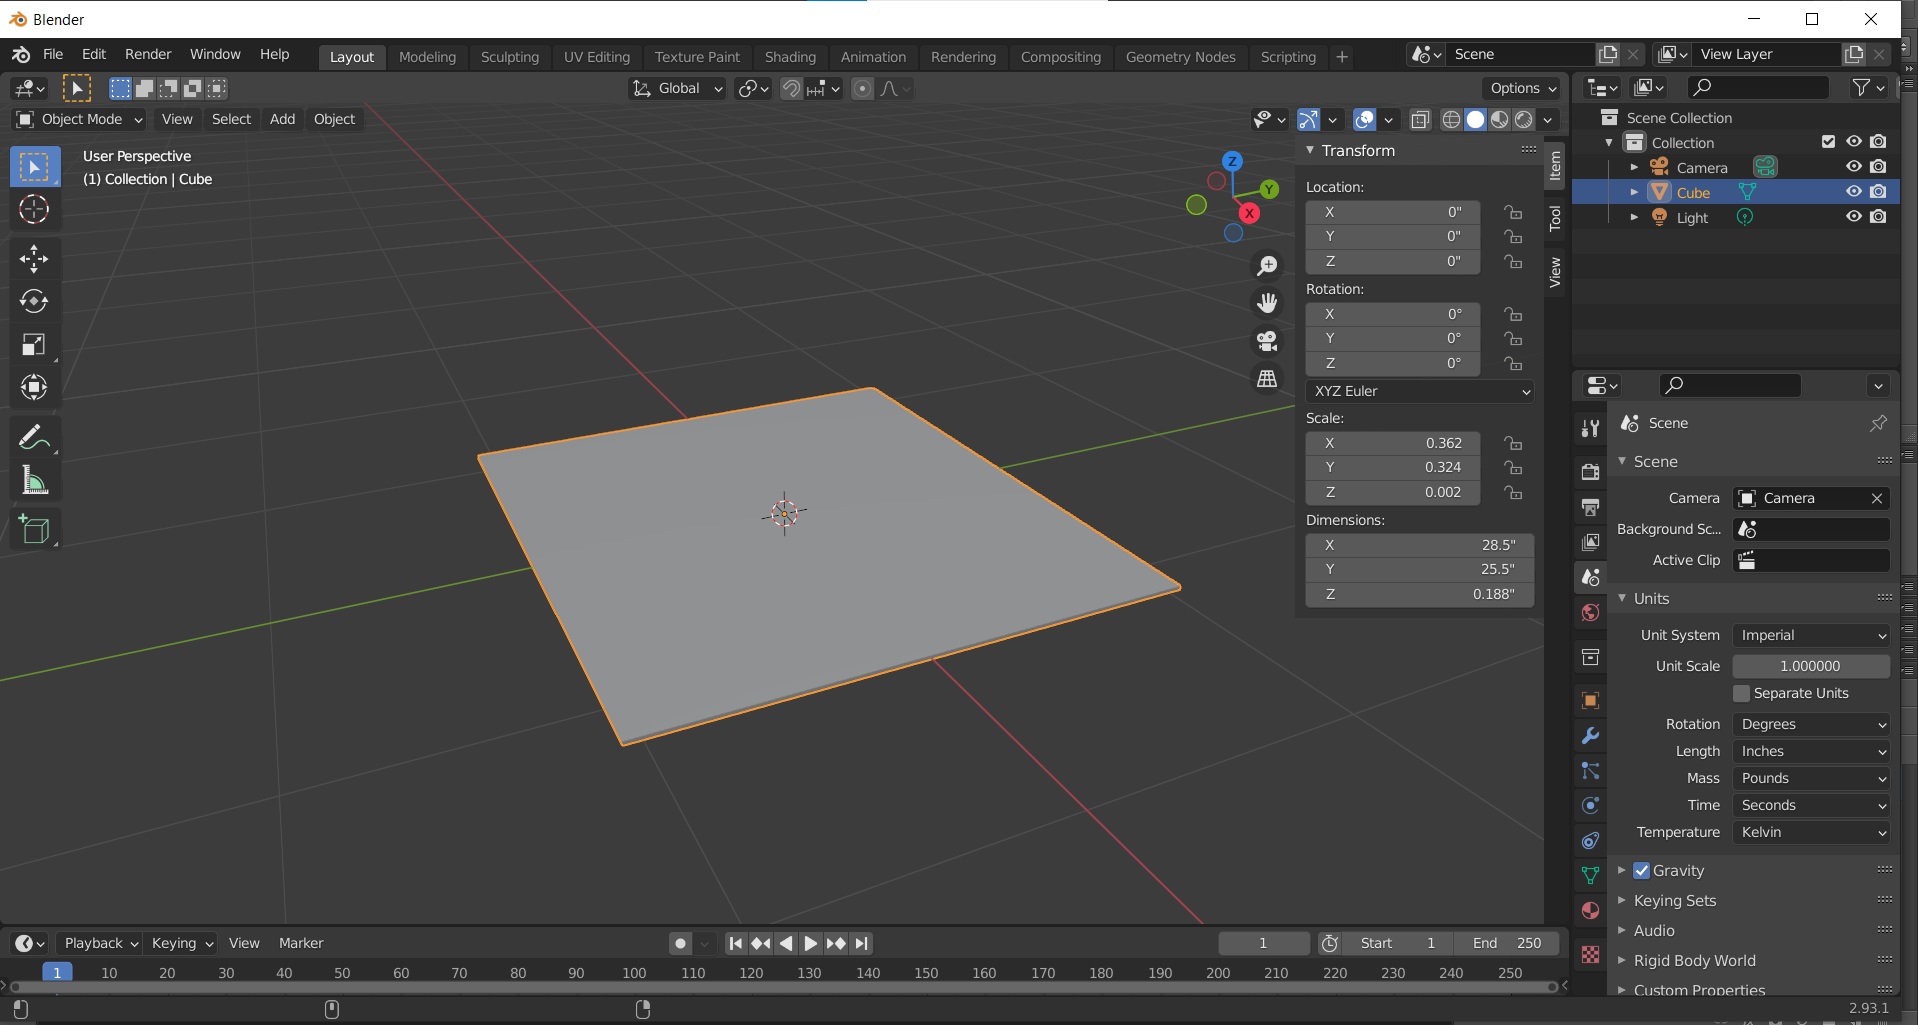 Blender
File Edit Render Window Help Layout Modeling Sculpting UV Editing Texture Paint Shading Animation Rendering Compositing Geometry Nodes Scripting + Scene View Layer
Global Options
Object Mode View Select Add Object
User Perspective
(1) Collection | Cube
Z
Y
X
Transform
Location:
X 0"
Y 0"
Z 0"
Rotation:
X 0°
Y 0°
Z 0°
XYZ Euler
Scale:
X 0.362
Y 0.324
Z 0.002
Dimensions:
X 28.5"
Y 25.5"
Z 0.188"
Item
Tool
View
Scene Collection
Collection
Camera
Cube
Light
Scene
Scene
Camera Camera
Background Sc...
Active Clip
Units
Unit System Imperial
Unit Scale 1.000000
Separate Units
Rotation Degrees
Length Inches
Mass Pounds
Time Seconds
Temperature Kelvin
Gravity
Keying Sets
Audio
Rigid Body World
Custom Properties
Playback Keying View Marker 1 Start 1 End 250
1 10 20 30 40 50 60 70 80 90 100 110 120 130 140 150 160 170 180 190 200 210 220 230 240 250
2.93.1